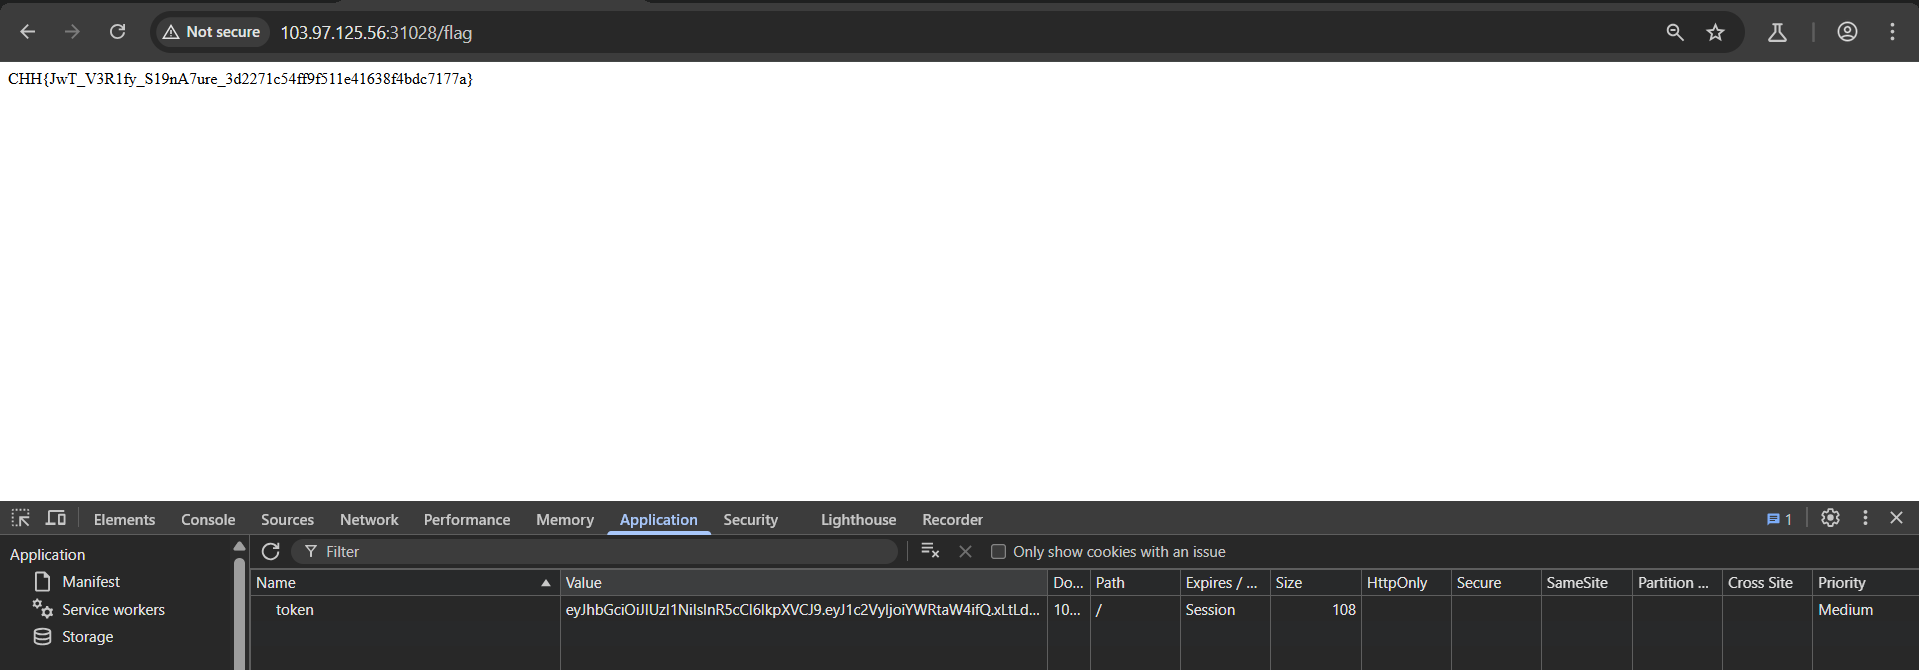 Not secure 103.97.125.56:31028/flag
CHH{JwT_V3R1fy_S19nA7ure_3d2271c54ff9f511e41638f4bdc7177a}
Elements Console Sources Network Performance Memory Application Security Lighthouse Recorder 1
Application
Manifest
Service workers
Storage
Filter Only show cookies with an issue
Name Value Do... Path Expires / ... Size HttpOnly Secure SameSite Partition ... Cross Site Priority
token eyJhbGciOiJIUzI1NiIsInR5cCI6IkpXVCJ9.eyJ1c2VyIjoiYWRtaW4ifQ.xLtLd... 10... / Session 108 Medium